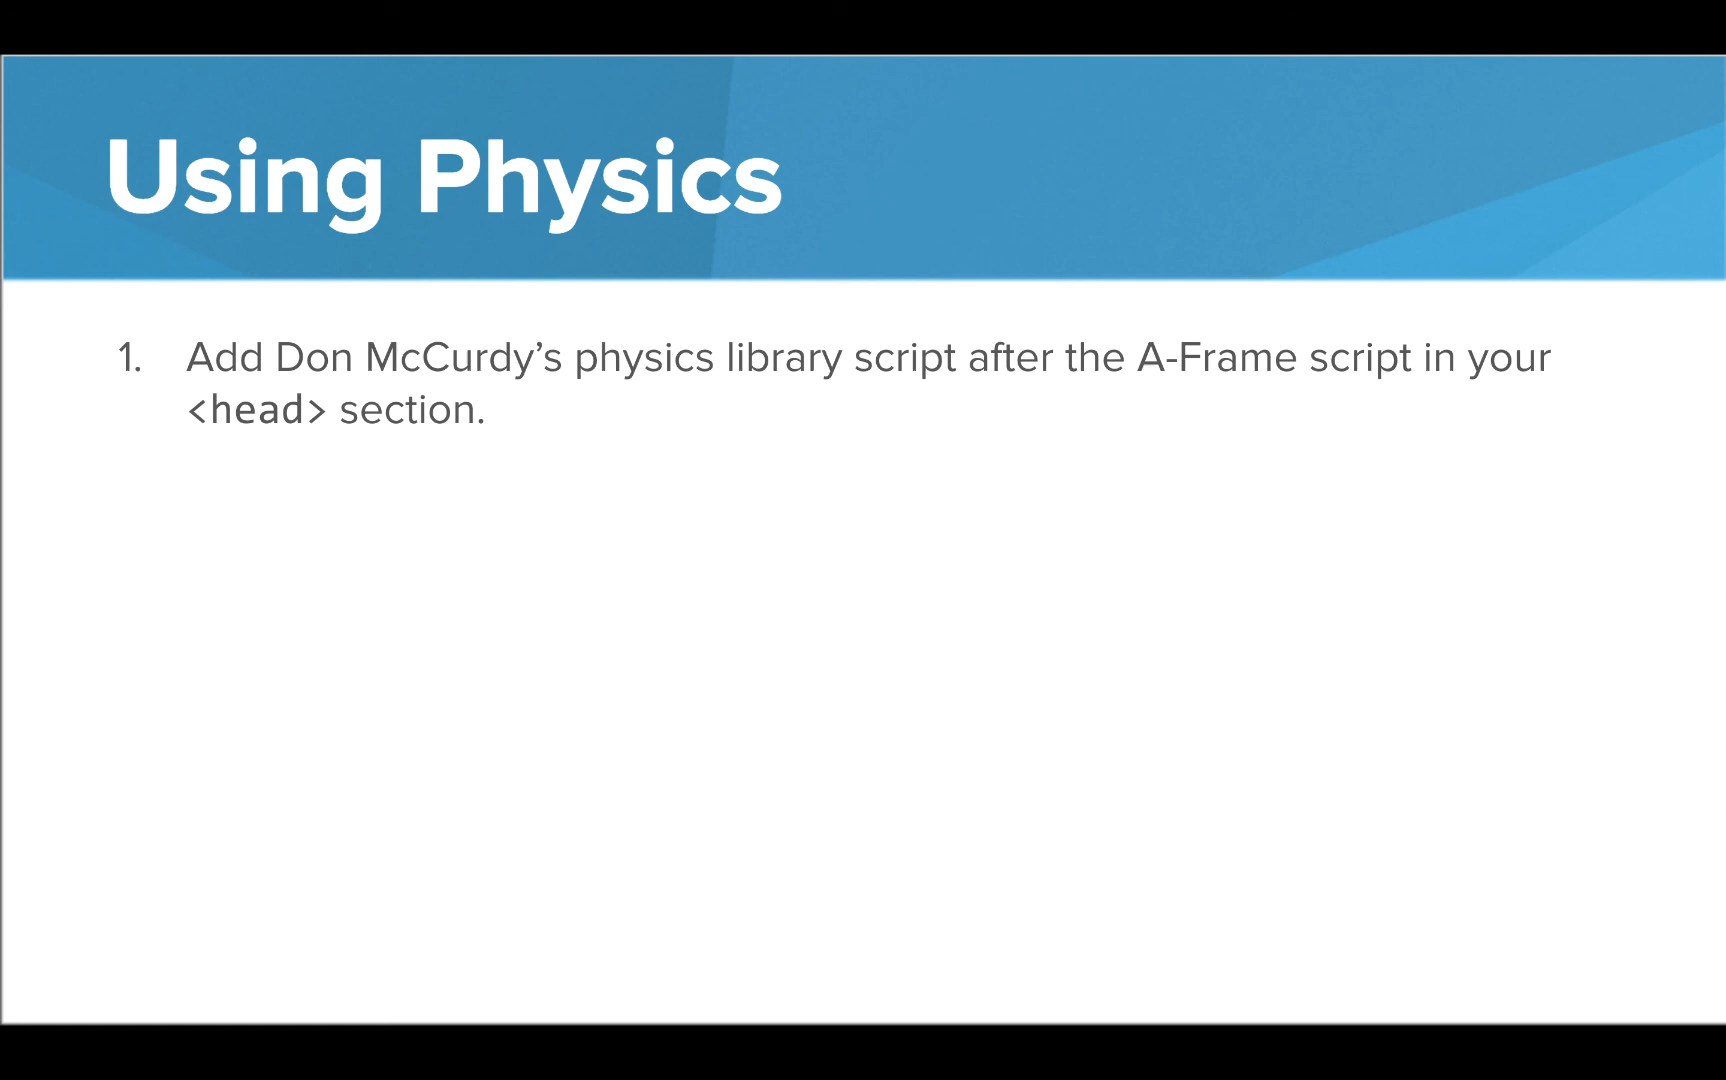 Using Physics
1. Add Don McCurdy’s physics library script after the A-Frame script in your
<head> section.